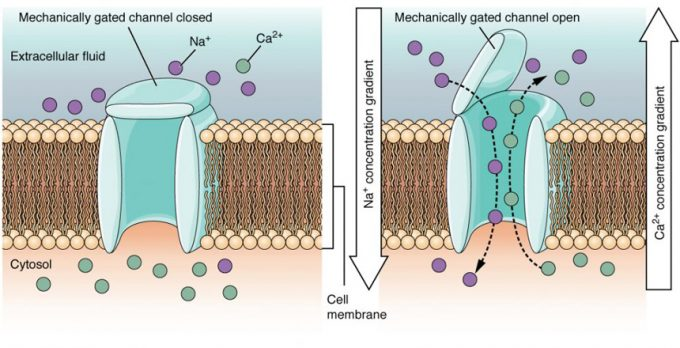 Mechanically gated channel closed
Na⁺
Ca²⁺
Extracellular fluid
Cytosol
Cell
membrane
Na⁺ concentration gradient
Mechanically gated channel open
Ca²⁺ concentration gradient